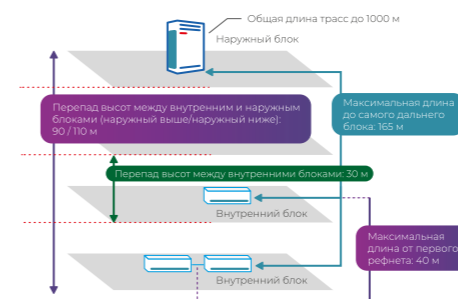 Общая длина трасс до 1000 м
Наружный блок
Перепад высот между внутренним и наружным
блоками (наружный выше/наружный ниже):
90 / 110 м
Максимальная длина
до самого дальнего
блока: 165 м
Перепад высот между внутренними блоками: 30 м
Внутренний блок
Максимальная
длина от первого
рефнета: 40 м
Внутренний блок